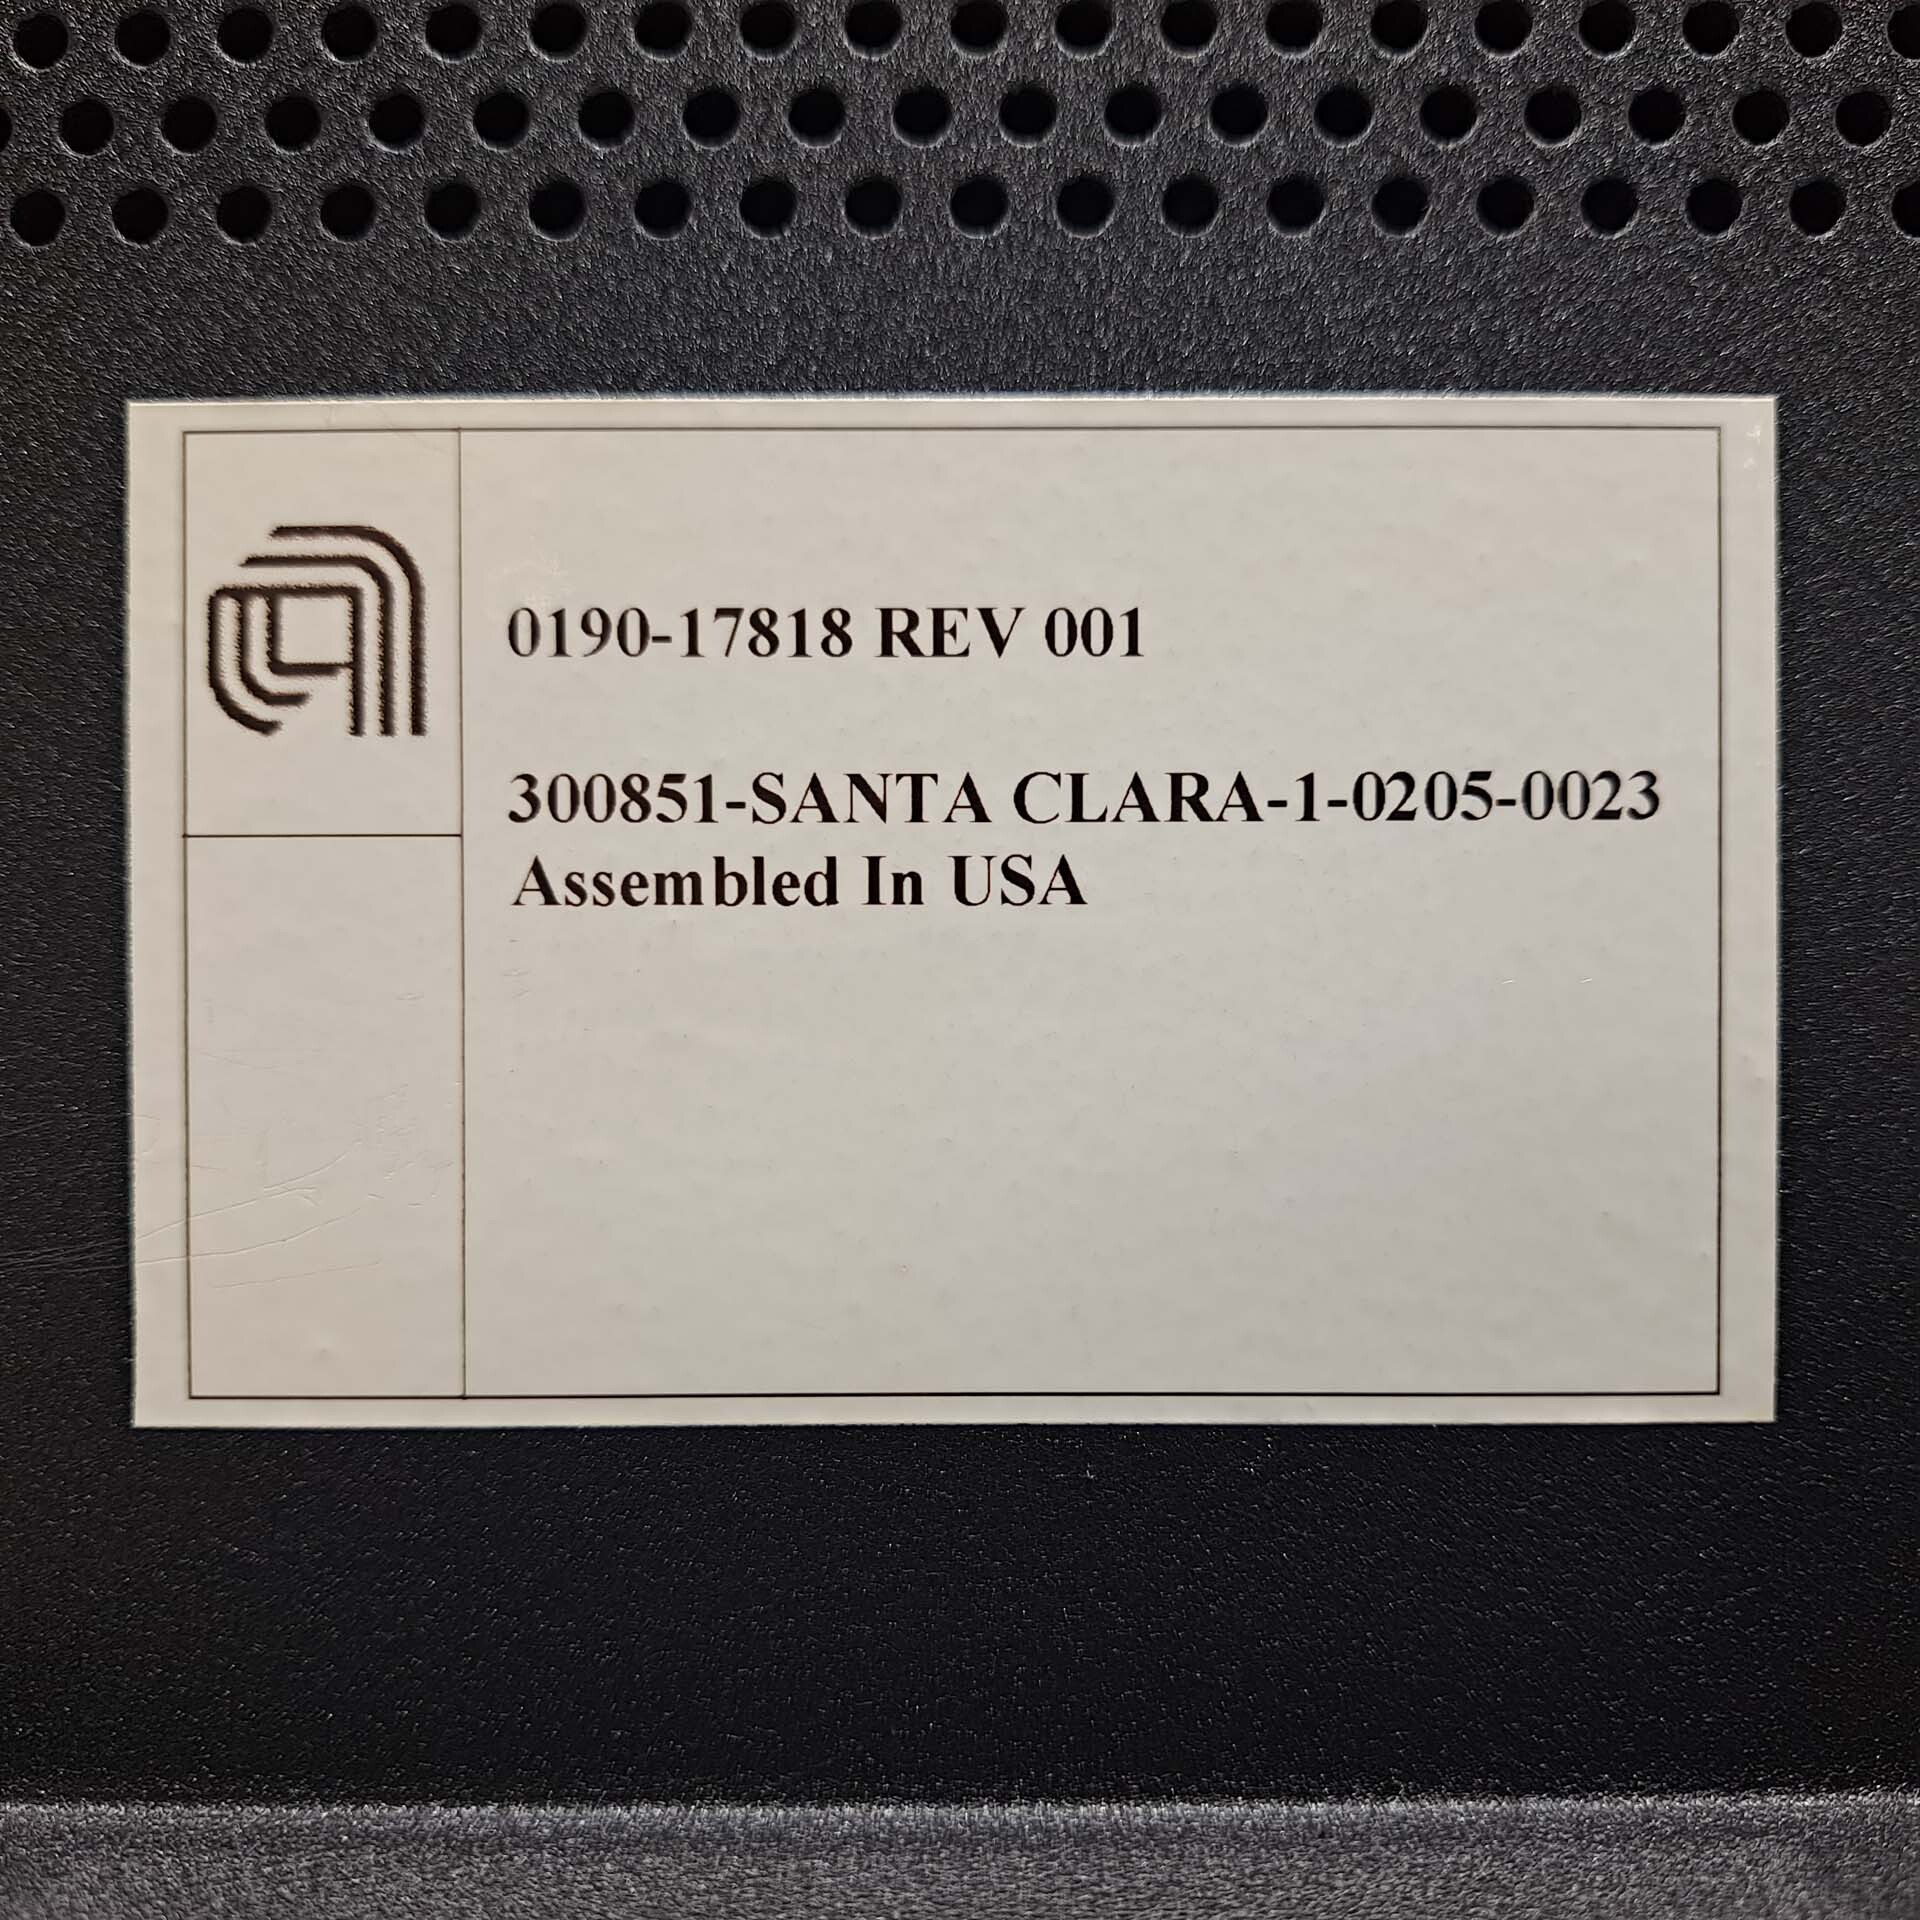 0190-17818 REV 001
300851-SANTA CLARA-1-0205-0023
Assembled In USA